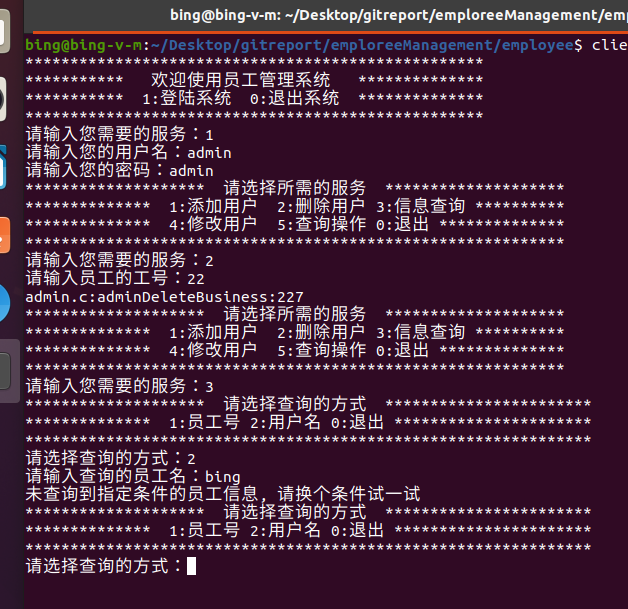 bing@bing-v-m: ~/Desktop/gitreport/emploreeManagement/emp
bing@bing-v-m:~/Desktop/gitreport/emploreeManagement/employee$ clie
***************************************************
***********   欢迎使用员工管理系统   **************
***********  1:登陆系统  0:退出系统  **************
***************************************************
请输入您需要的服务：1
请输入您的用户名：admin
请输入您的密码：admin
********************  请选择所需的服务  ********************
**************  1:添加用户  2:删除用户 3:信息查询 **********
**************  4:修改用户  5:查询操作 0:退出 **************
************************************************************
请输入您需要的服务：2
请输入员工的工号：22
admin.c:adminDeleteBusiness:227
********************  请选择所需的服务  ********************
**************  1:添加用户  2:删除用户 3:信息查询 **********
**************  4:修改用户  5:查询操作 0:退出 **************
************************************************************
请输入您需要的服务：3
********************  请选择查询的方式  ***********************
**************  1:员工号 2:用户名 0:退出 **********************
***************************************************************
请选择查询的方式：2
请输入查询的员工名：bing
未查询到指定条件的员工信息，请换个条件试一试
********************  请选择查询的方式  ***********************
**************  1:员工号 2:用户名 0:退出 **********************
***************************************************************
请选择查询的方式：